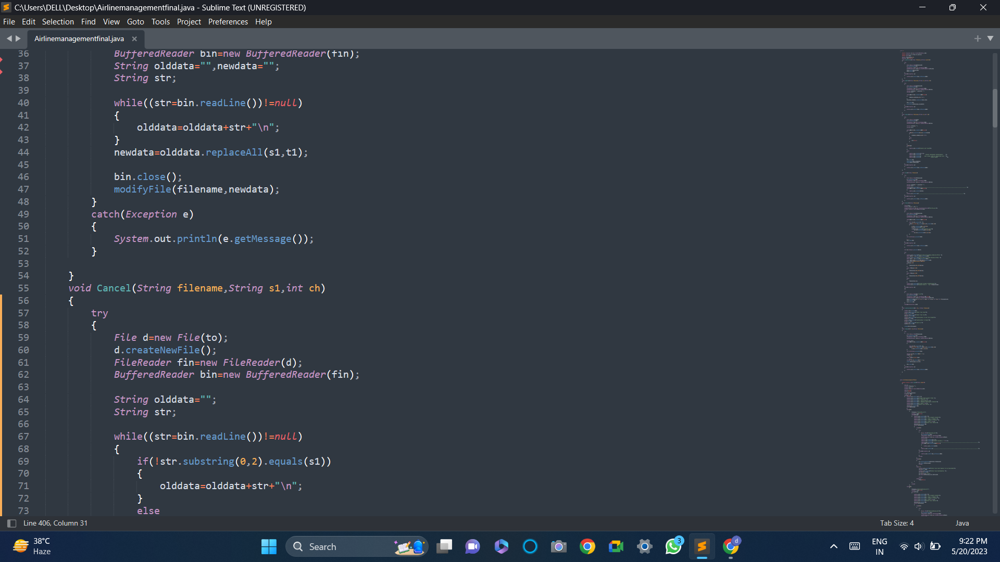 C:\Users\DELL\Desktop\Airlinemanagementfinal.java - Sublime Text (UNREGISTERED)
File Edit Selection Find View Goto Tools Project Preferences Help
Airlinemanagementfinal.java
36 BufferedReader bin=new BufferedReader(fin);
37 String olddata="",newdata="";
38 String str;
39
40 while((str=bin.readLine())!=null)
41 {
42 olddata=olddata+str+"\n";
43 }
44 newdata=olddata.replaceAll(s1,t1);
45
46 bin.close();
47 modifyFile(filename,newdata);
48 }
49 catch(Exception e)
50 {
51 System.out.println(e.getMessage());
52 }
53
54 }
55 void Cancel(String filename,String s1,int ch)
56 {
57 try
58 {
59 File d=new File(to);
60 d.createNewFile();
61 FileReader fin=new FileReader(d);
62 BufferedReader bin=new BufferedReader(fin);
63
64 String olddata="";
65 String str;
66
67 while((str=bin.readLine())!=null)
68 {
69 if(!str.substring(0,2).equals(s1))
70 {
71 olddata=olddata+str+"\n";
72 }
73 else
Line 406, Column 31 Tab Size: 4 Java
38°C
Haze
Search
3
d
ENG
IN
9:22 PM
5/20/2023